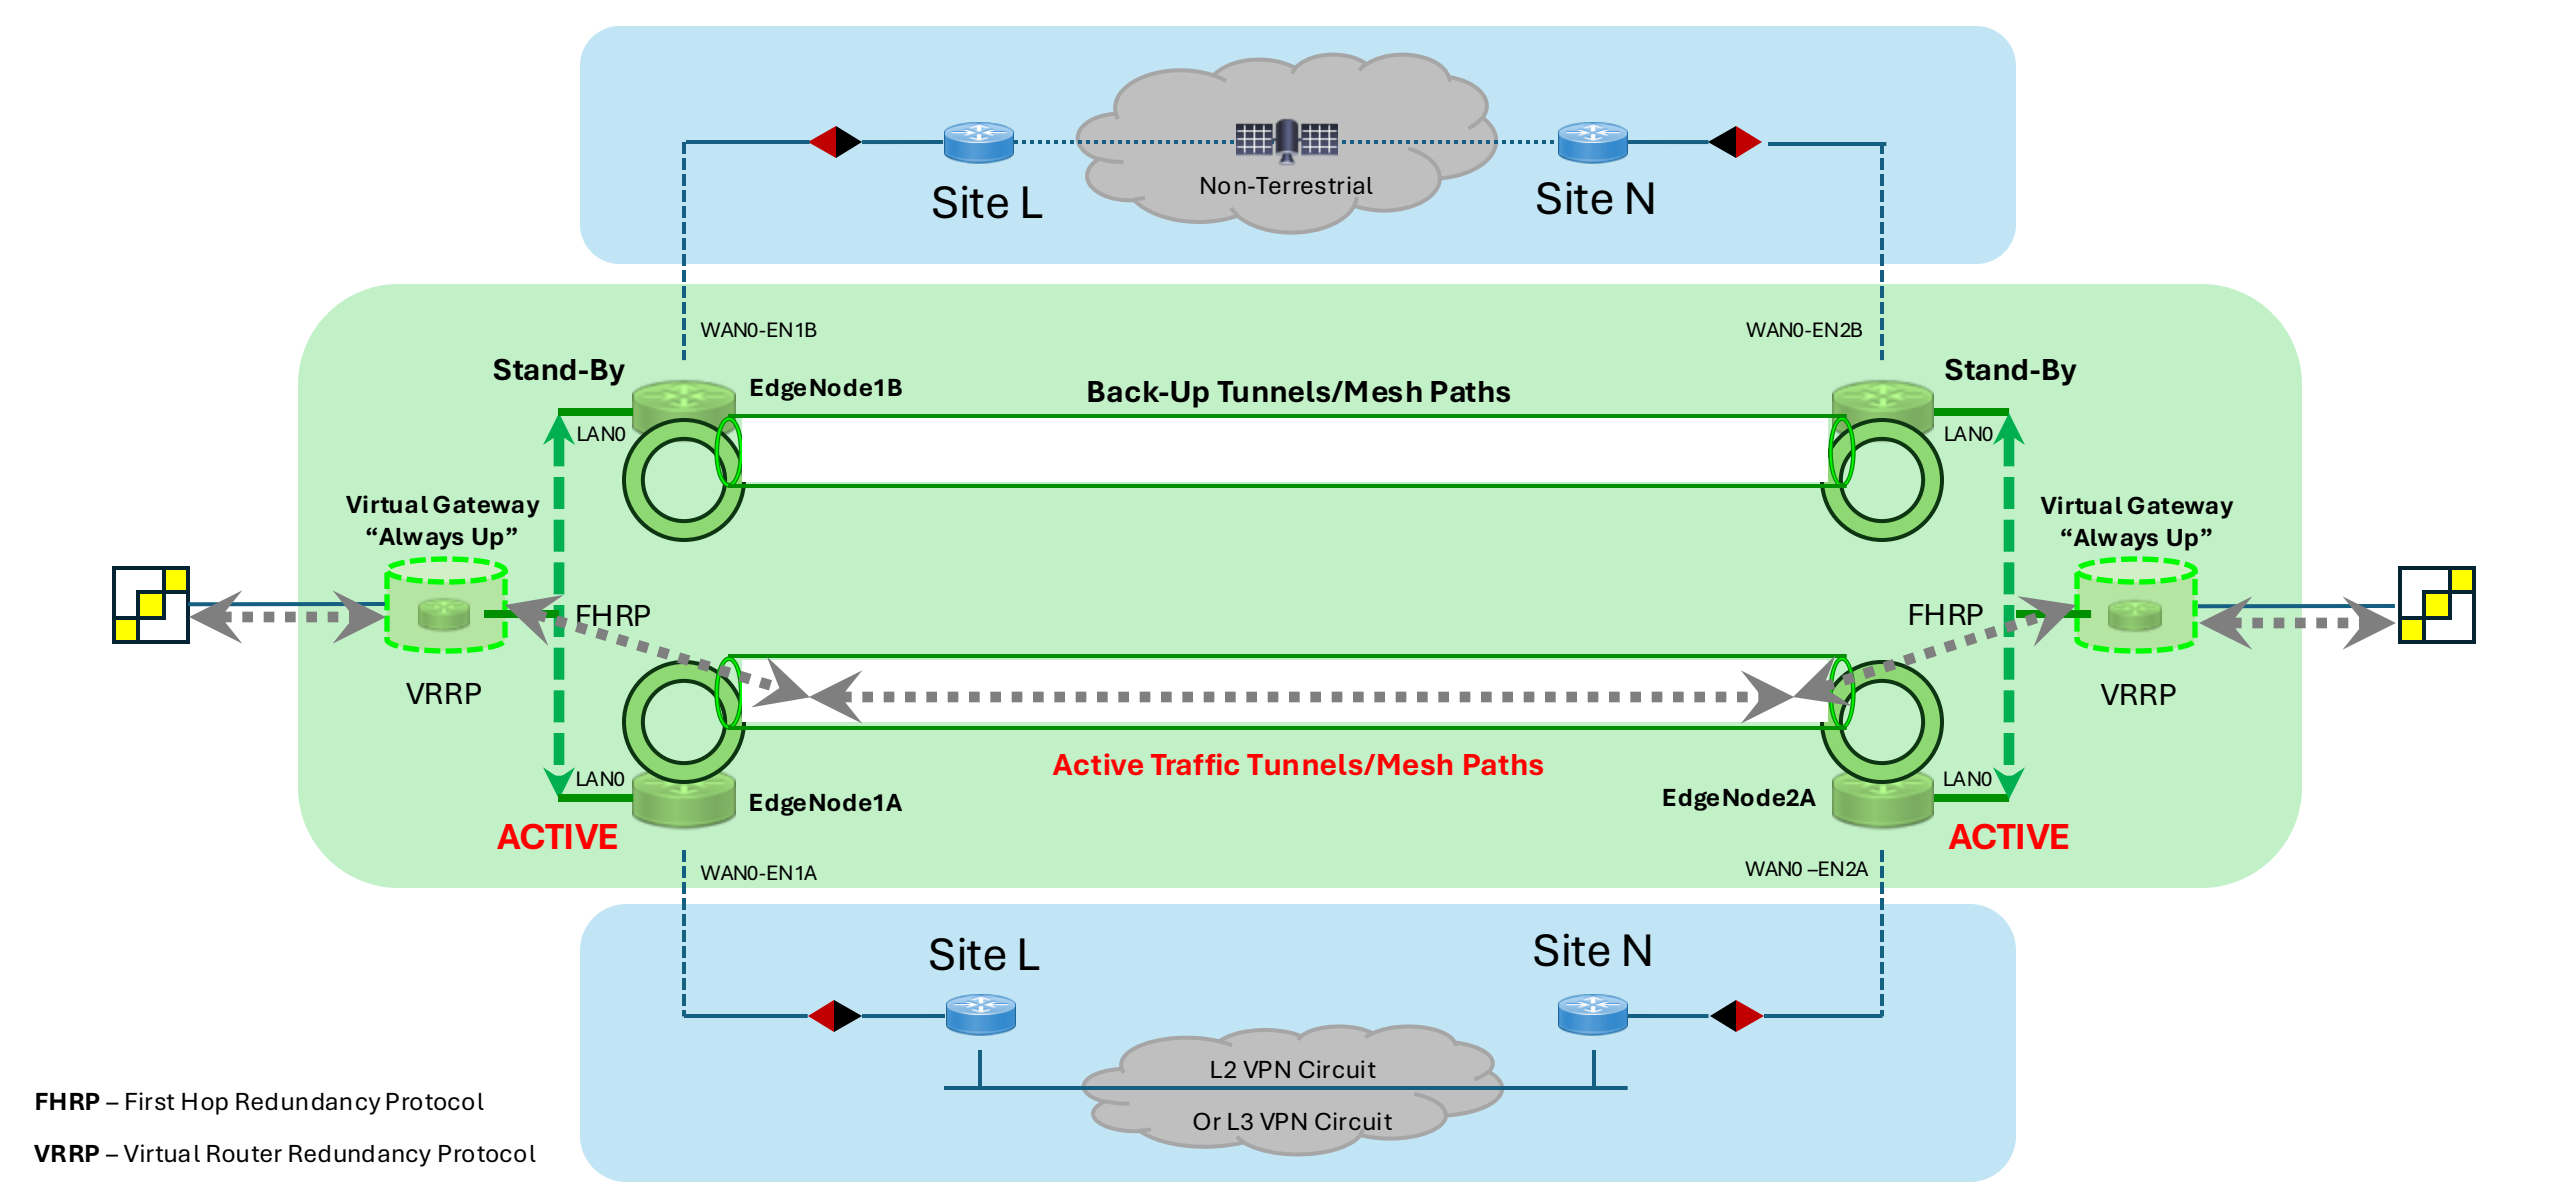 Non-Terrestrial
Site L
Site N
WAN0-EN1B
WAN0-EN2B
Stand-By
Stand-By
EdgeNode1B
Back-Up Tunnels/Mesh Paths
LAN0
LAN0
Virtual Gateway
“Always Up”
Virtual Gateway
“Always Up”
FHRP
FHRP
VRRP
VRRP
Active Traffic Tunnels/Mesh Paths
LAN0
LAN0
EdgeNode1A
EdgeNode2A
ACTIVE
ACTIVE
WAN0-EN1A
WAN0 –EN2A
Site L
Site N
L2 VPN Circuit
Or L3 VPN Circuit
FHRP – First Hop Redundancy Protocol
VRRP – Virtual Router Redundancy Protocol